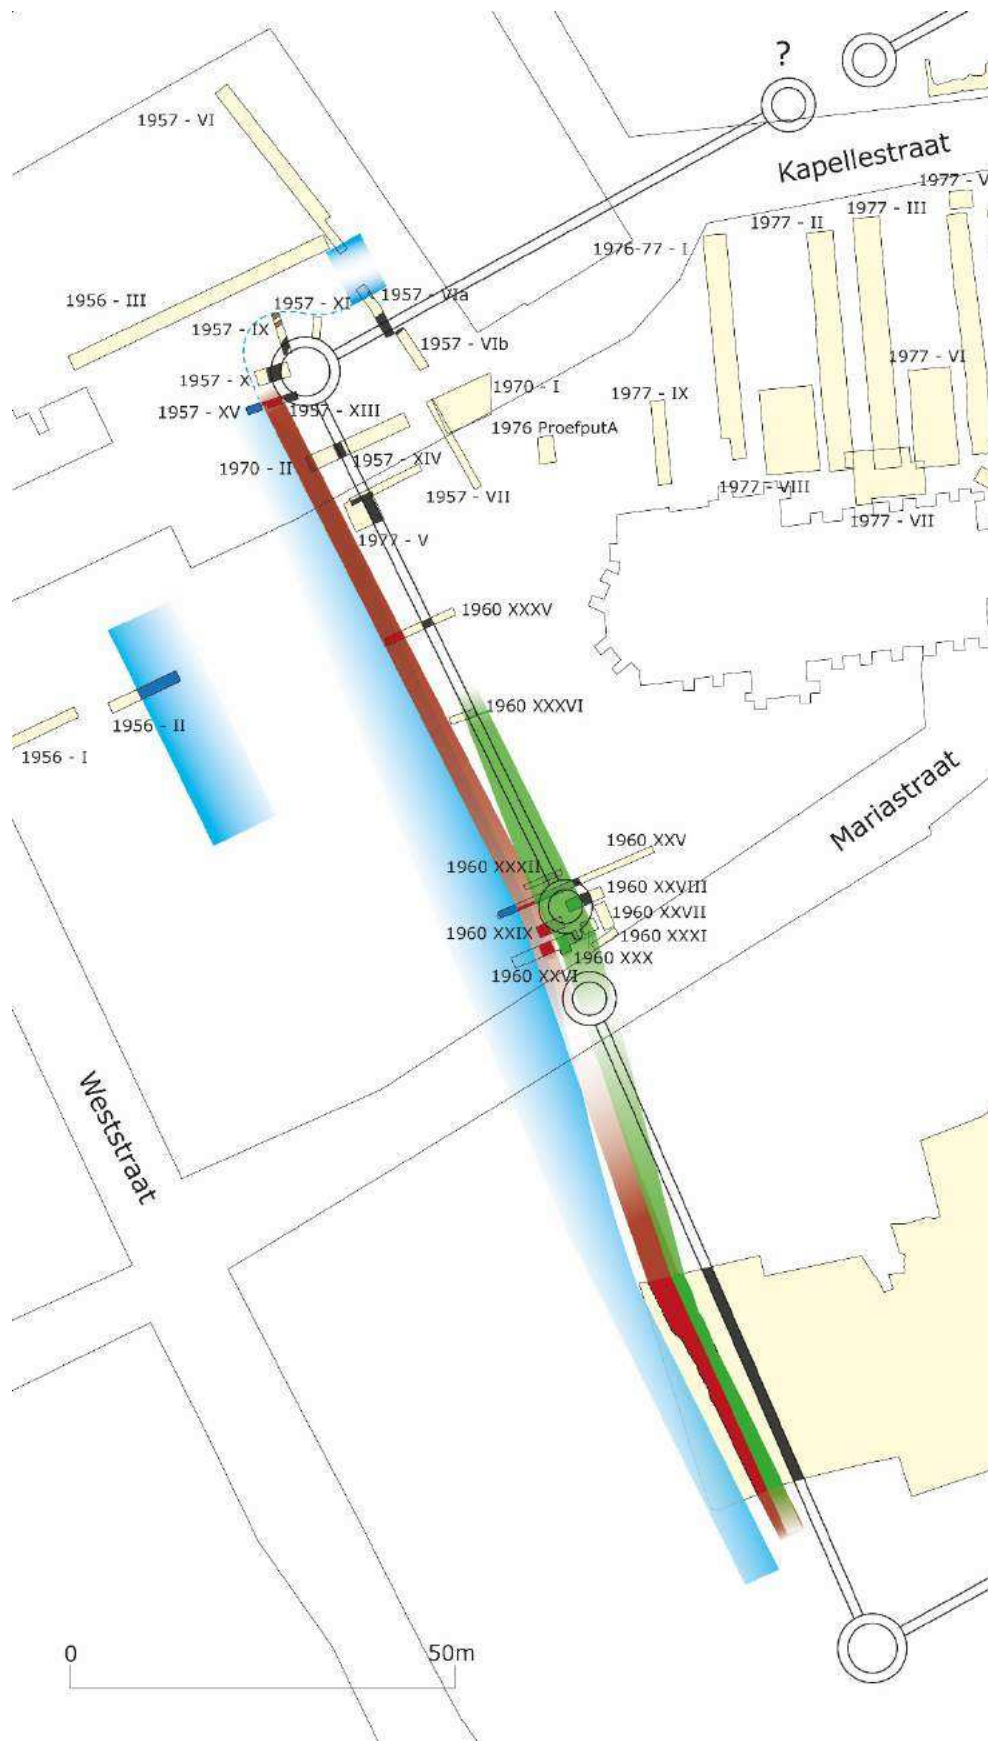 ?
1957 - VI
Kapellestraat
1977 - V
1977 - III
1977 - II
1976-77 - I
1956 - III
1957 - VIa
1957 - XI
1957 - IX
1957 - VIb
1977 - VI
1957 - X
1970 - I
1977 - IX
1957 - XV
1957 - XIII
1976 ProefputA
1957 - XIV
1970 - II
1977 - VIII
1957 - VII
1977 - VII
1977 - V
1960 XXXV
1960 XXXVI
1956 - II
1956 - I
Mariastraat
1960 XXV
1960 XXXII
1960 XXVIII
1960 XXVII
1960 XXIX
1960 XXXI
1960 XXX
1960 XXVI
Weststraat
0
50m